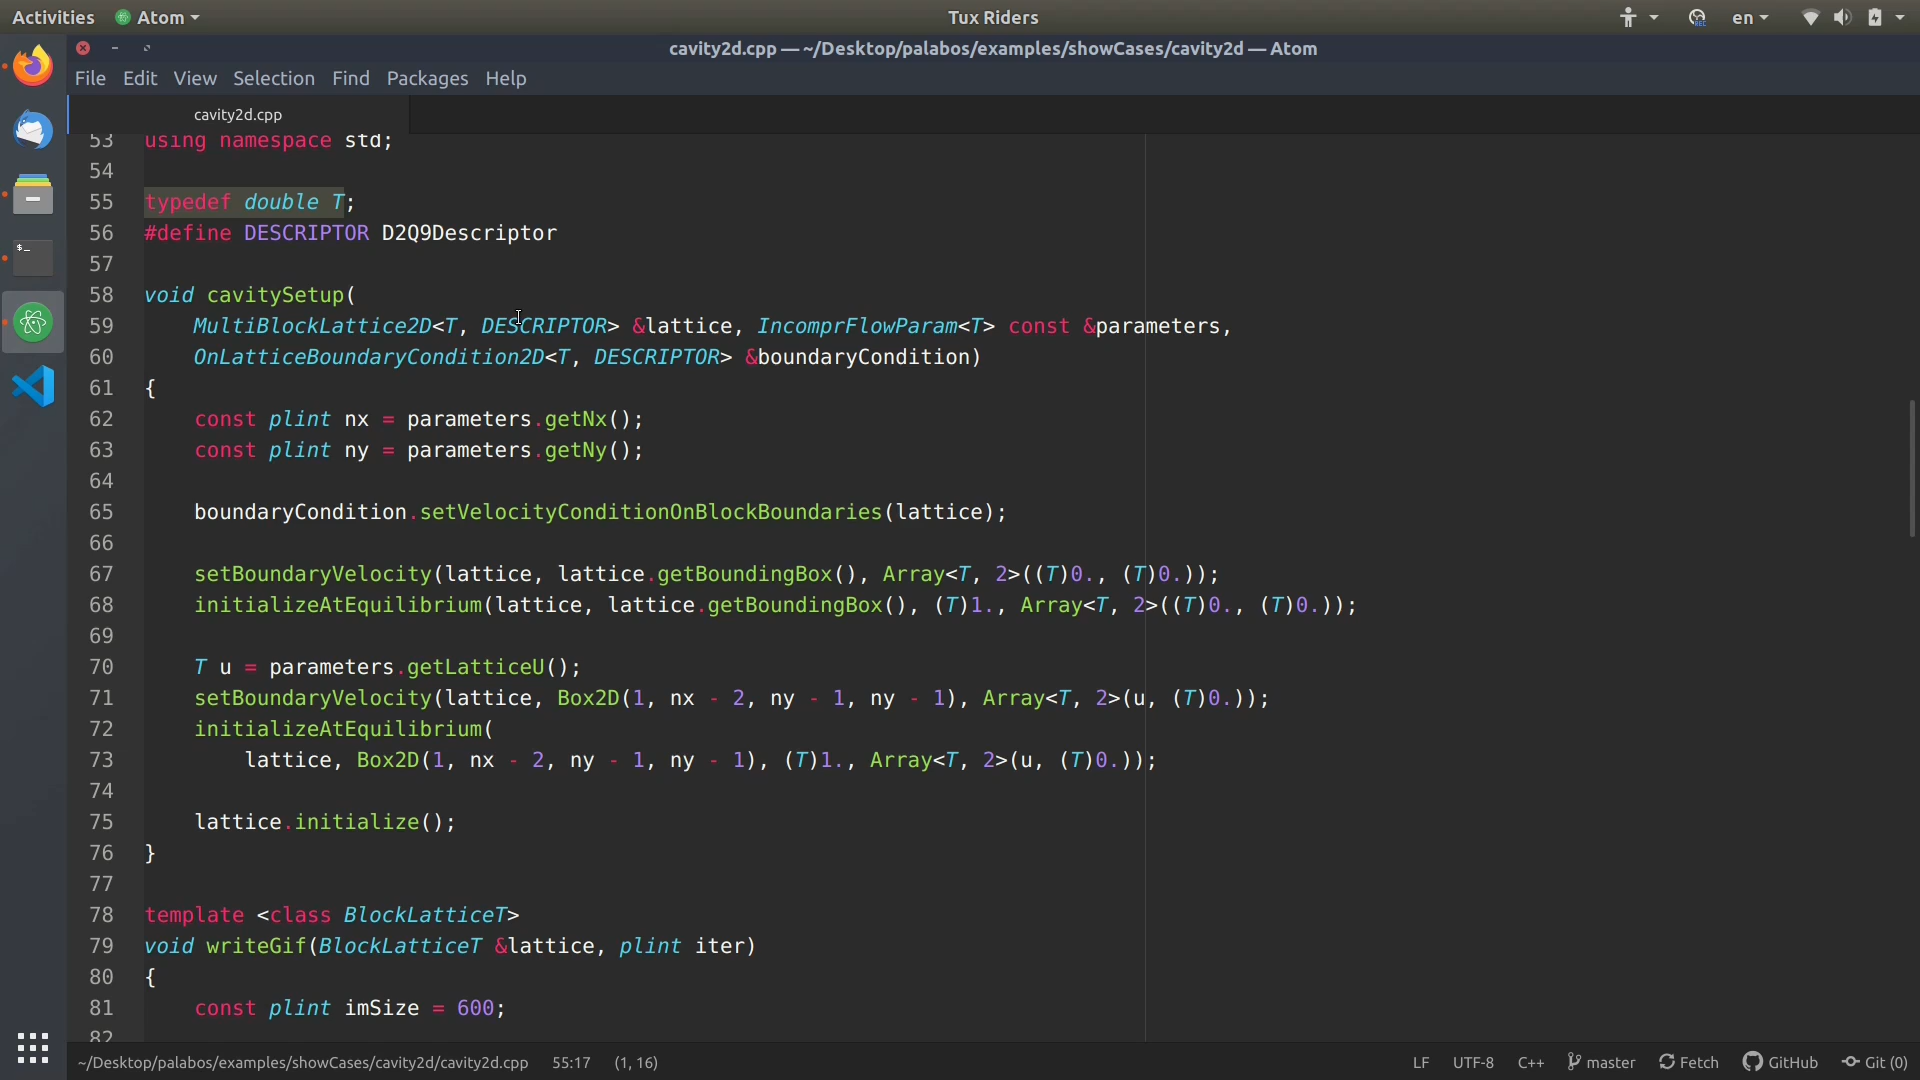 Activities Atom Tux Riders en
cavity2d.cpp — ~/Desktop/palabos/examples/showCases/cavity2d — Atom
File Edit View Selection Find Packages Help
cavity2d.cpp
53 using namespace std;
54
55 typedef double T;
56 #define DESCRIPTOR D2Q9Descriptor
57
58 void cavitySetup(
59 MultiBlockLattice2D<T, DESCRIPTOR> &lattice, IncomprFlowParam<T> const &parameters,
60 OnLatticeBoundaryCondition2D<T, DESCRIPTOR> &boundaryCondition)
61 {
62 const plint nx = parameters.getNx();
63 const plint ny = parameters.getNy();
64
65 boundaryCondition.setVelocityConditionOnBlockBoundaries(lattice);
66
67 setBoundaryVelocity(lattice, lattice.getBoundingBox(), Array<T, 2>((T)0., (T)0.));
68 initializeAtEquilibrium(lattice, lattice.getBoundingBox(), (T)1., Array<T, 2>((T)0., (T)0.));
69
70 T u = parameters.getLatticeU();
71 setBoundaryVelocity(lattice, Box2D(1, nx - 2, ny - 1, ny - 1), Array<T, 2>(u, (T)0.));
72 initializeAtEquilibrium(
73 lattice, Box2D(1, nx - 2, ny - 1, ny - 1), (T)1., Array<T, 2>(u, (T)0.));
74
75 lattice.initialize();
76 }
77
78 template <class BlockLatticeT>
79 void writeGif(BlockLatticeT &lattice, plint iter)
80 {
81 const plint imSize = 600;
82
~/Desktop/palabos/examples/showCases/cavity2d/cavity2d.cpp 55:17 (1, 16) LF UTF-8 C++ master Fetch GitHub Git (0)